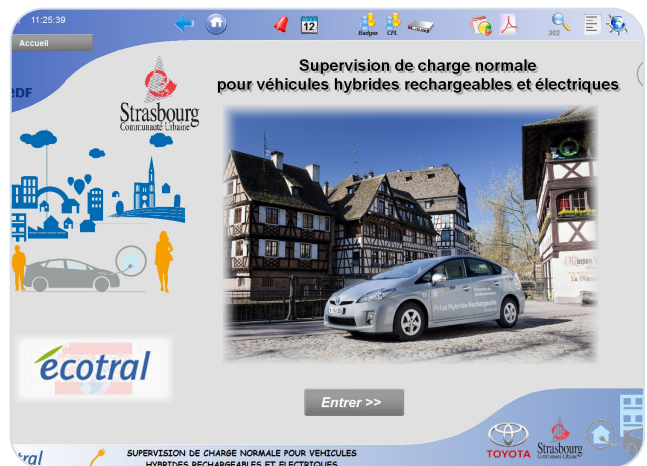 11:25:39
12
Badges
CPL
302
Accueil
Supervision de charge normale
pour véhicules hybrides rechargeables et électriques
EDF
Strasbourg
Communauté Urbaine
Prius Hybride Rechargeable
écotral
Entrer >>
TOYOTA
Strasbourg
Communauté Urbaine
SUPERVISION DE CHARGE NORMALE POUR VEHICULES
HYBRIDES RECHARGEABLES ET ELECTRIQUES